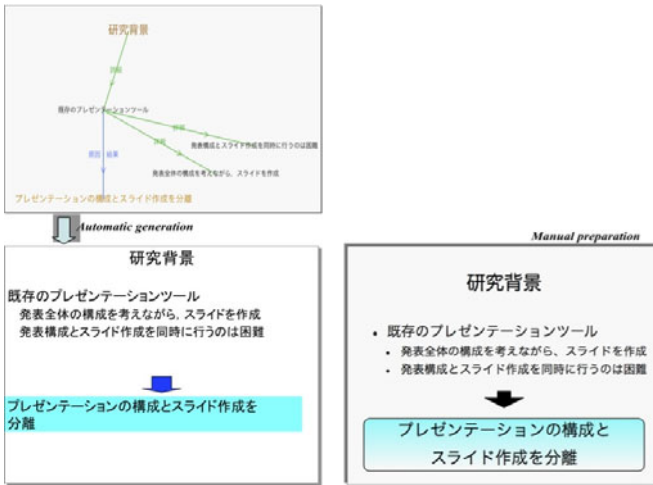 研究背景
詳細
既存のプレゼンテーションツール
詳細
発表構成とスライド作成を同時に行うのは困難
詳細
原因 結果
発表全体の構成を考えながら、スライドを作成
プレゼンテーションの構成とスライド作成を分離
Automatic generation
Manual preparation
研究背景
既存のプレゼンテーションツール
発表全体の構成を考えながら, スライドを作成
発表構成とスライド作成を同時に行うのは困難
プレゼンテーションの構成とスライド作成を
分離
研究背景
• 既存のプレゼンテーションツール
• 発表全体の構成を考えながら、スライドを作成
• 発表構成とスライド作成を同時に行うのは困難
プレゼンテーションの構成と
スライド作成を分離